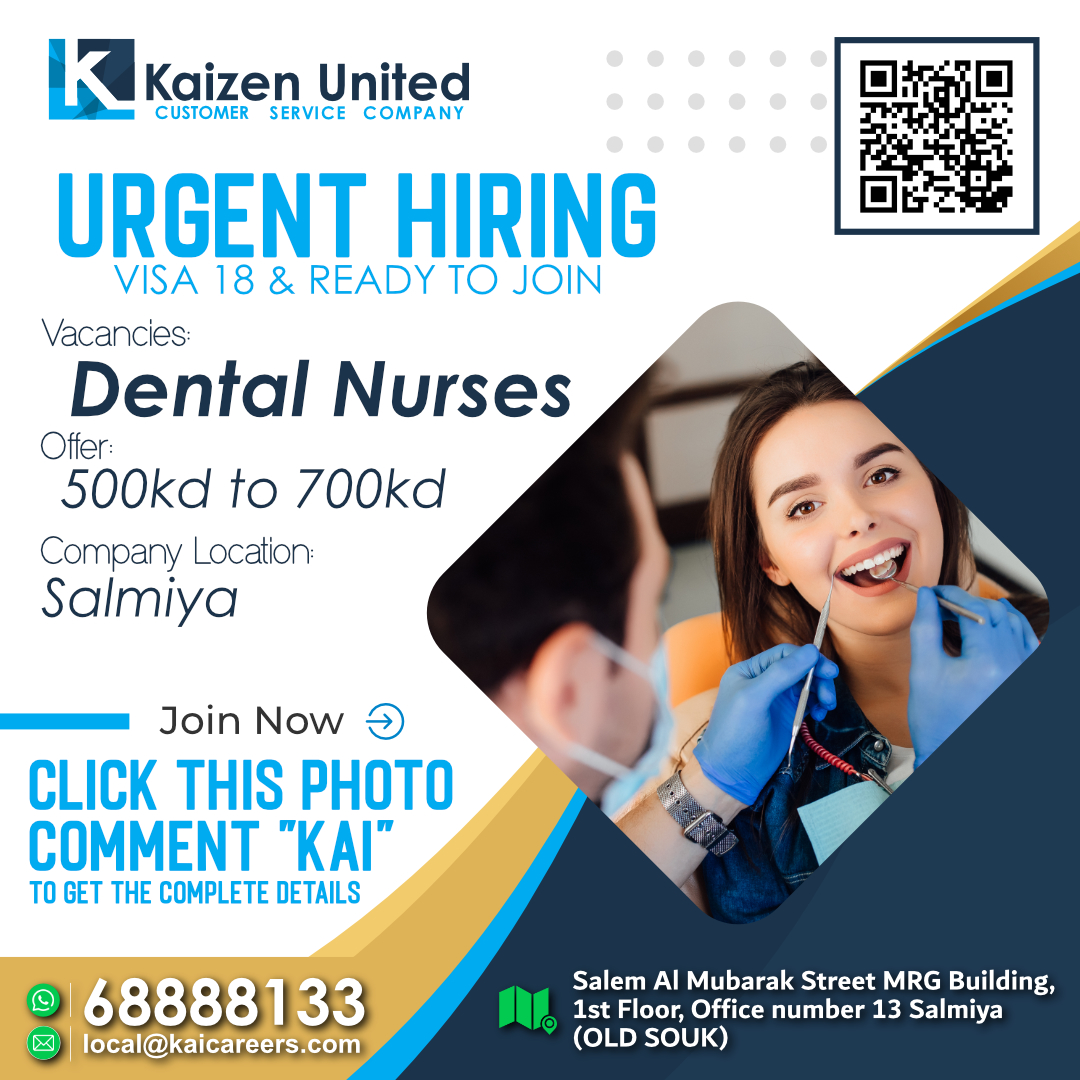 K Kaizen United
CUSTOMER SERVICE COMPANY
URGENT HIRING
VISA 18 & READY TO JOIN
Vacancies:
Dental Nurses
Offer:
500kd to 700kd
Company Location:
Salmiya
Join Now
CLICK THIS PHOTO
COMMENT "KAI"
TO GET THE COMPLETE DETAILS
68888133
local@kaicareers.com
Salem Al Mubarak Street MRG Building,
1st Floor, Office number 13 Salmiya
(OLD SOUK)